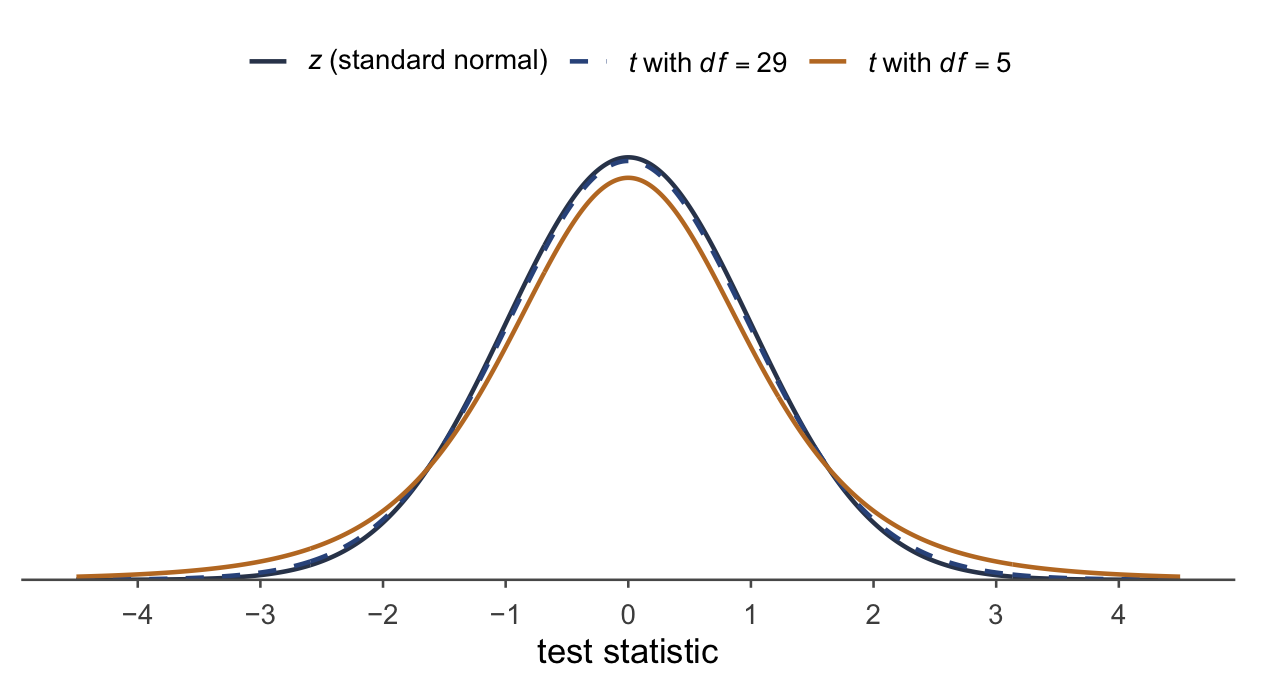 z (standard normal) t with df = 29 t with df = 5
−4 −3 −2 −1 0 1 2 3 4
test statistic